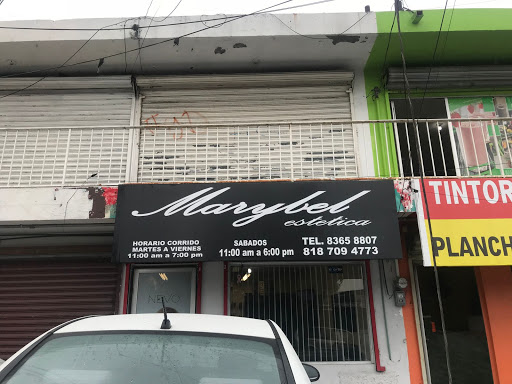 Marybel
estetica
HORARIO CORRIDO
MARTES A VIERNES
11:00 am a 7:00 pm
SABADOS
11:00 am a 6:00 pm
TEL. 8365 8807
818 709 4773
TINTOR
PLANCH